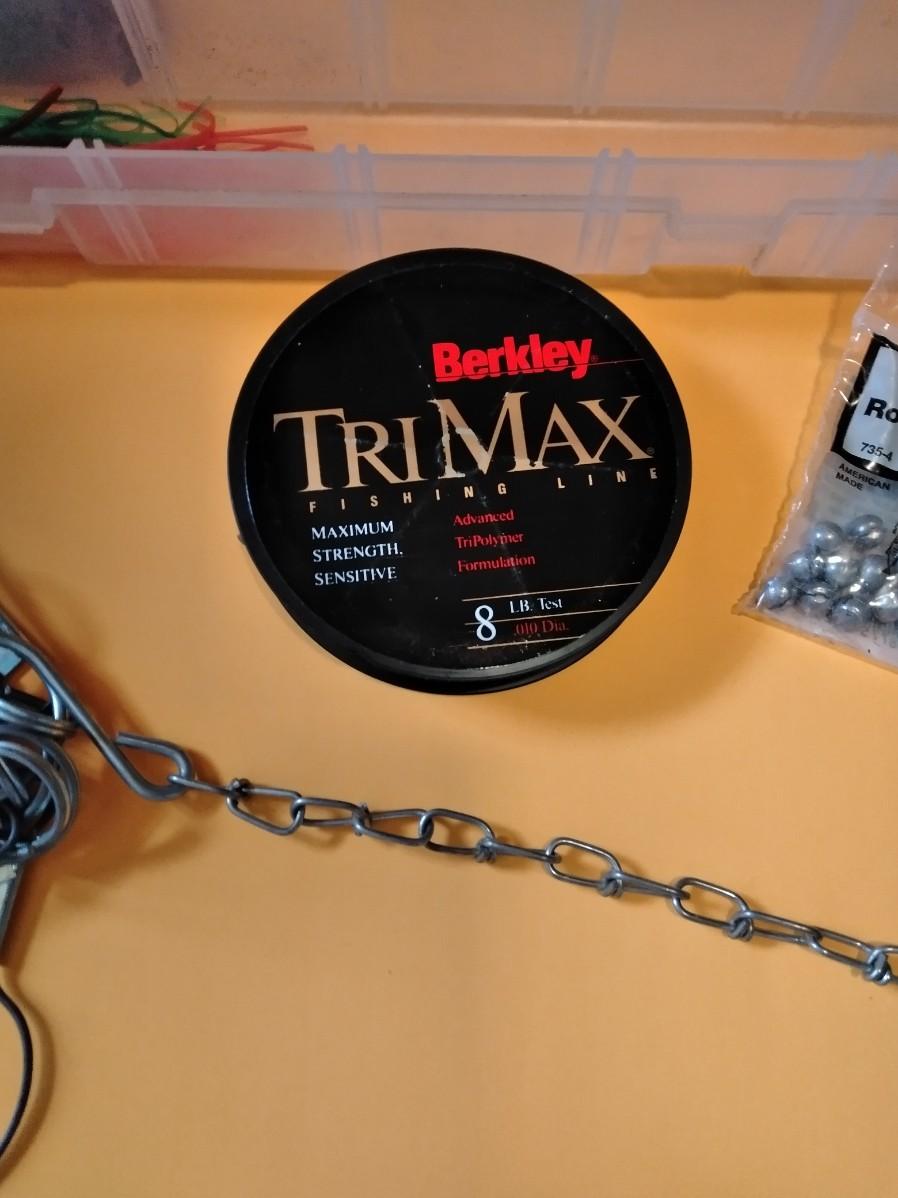 Berkley®
TRIMAX®
FISHING LINE
MAXIMUM
STRENGTH,
SENSITIVE
Advanced
TriPolymer
Formulation
8 LB. Test
.010 Dia.
Ro
735-4
AMERICAN
MADE